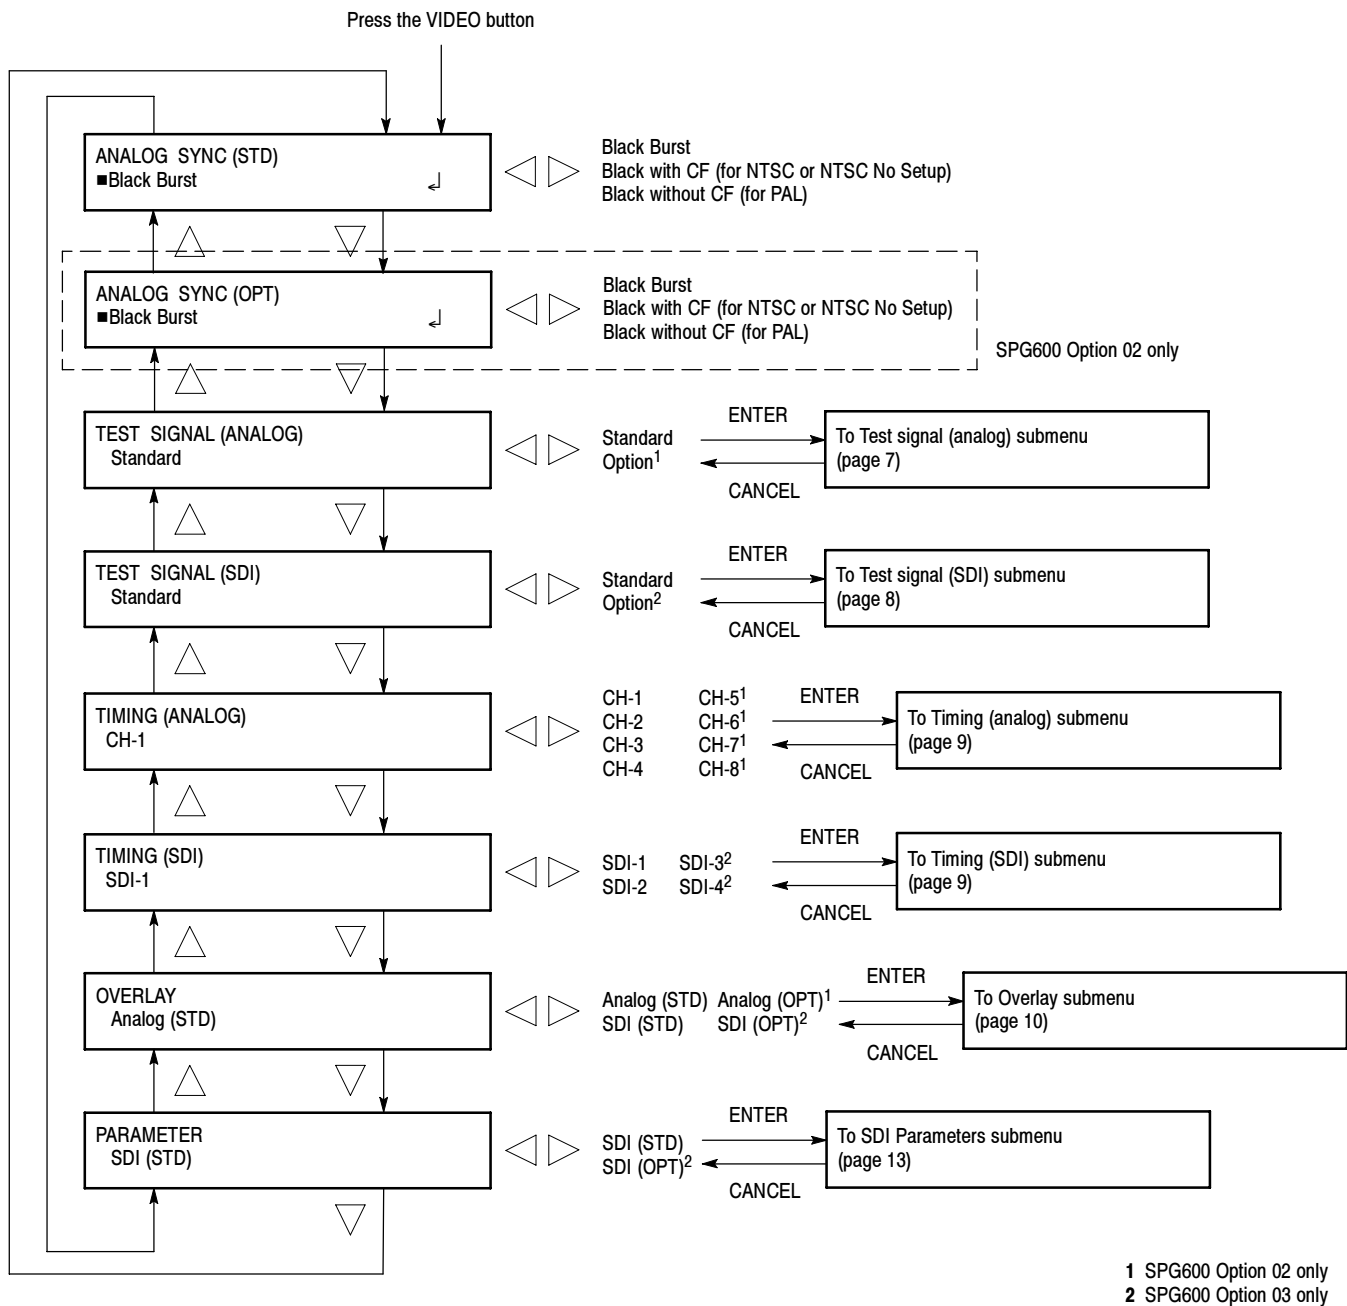 Press the VIDEO button
ANALOG SYNC (STD)
■Black Burst ↲
Black Burst
Black with CF (for NTSC or NTSC No Setup)
Black without CF (for PAL)
ANALOG SYNC (OPT)
■Black Burst ↲
Black Burst
Black with CF (for NTSC or NTSC No Setup)
Black without CF (for PAL)
SPG600 Option 02 only
TEST SIGNAL (ANALOG)
Standard
Standard
Option1
ENTER
CANCEL
To Test signal (analog) submenu
(page 7)
TEST SIGNAL (SDI)
Standard
Standard
Option2
ENTER
CANCEL
To Test signal (SDI) submenu
(page 8)
TIMING (ANALOG)
CH-1
CH-1 CH-51
CH-2 CH-61
CH-3 CH-71
CH-4 CH-81
ENTER
CANCEL
To Timing (analog) submenu
(page 9)
TIMING (SDI)
SDI-1
SDI-1 SDI-32
SDI-2 SDI-42
ENTER
CANCEL
To Timing (SDI) submenu
(page 9)
OVERLAY
Analog (STD)
Analog (STD) Analog (OPT)1
SDI (STD) SDI (OPT)2
ENTER
CANCEL
To Overlay submenu
(page 10)
PARAMETER
SDI (STD)
SDI (STD)
SDI (OPT)2
ENTER
CANCEL
To SDI Parameters submenu
(page 13)
1 SPG600 Option 02 only
2 SPG600 Option 03 only